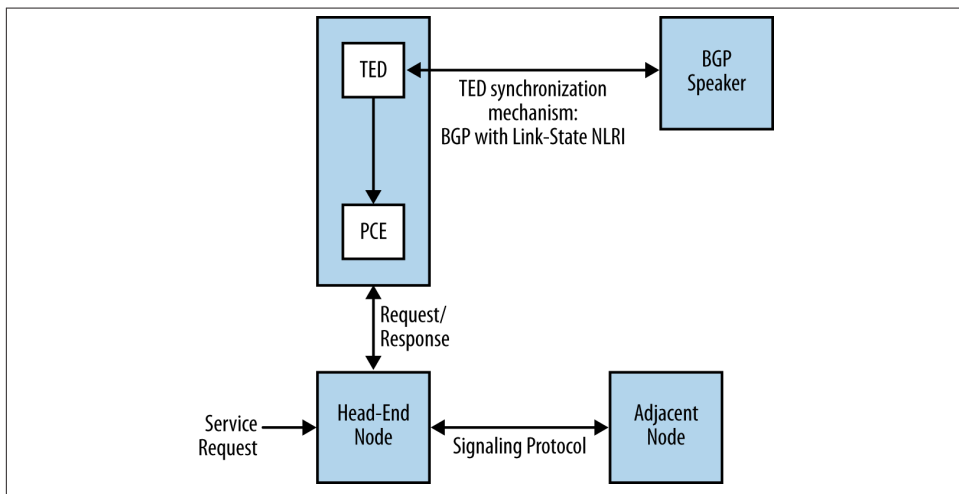 TED
BGP
Speaker
TED synchronization
mechanism:
BGP with Link-State NLRI
PCE
Request/
Response
Service
Request
Head-End
Node
Signaling Protocol
Adjacent
Node